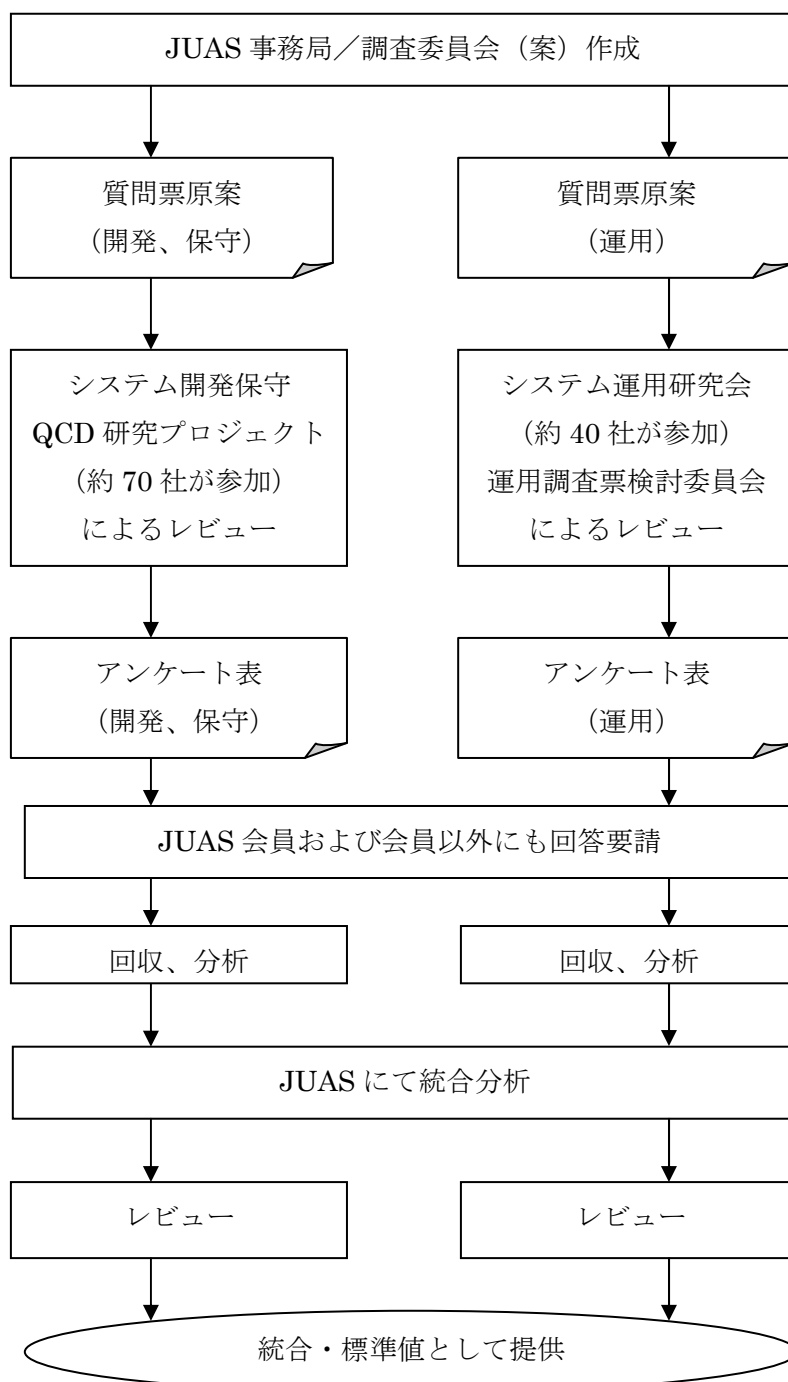 JUAS 事務局／調査委員会（案）作成
質問票原案
（開発、保守）
質問票原案
（運用）
システム開発保守
QCD 研究プロジェクト
（約 70 社が参加）
によるレビュー
システム運用研究会
（約 40 社が参加）
運用調査票検討委員会
によるレビュー
アンケート表
（開発、保守）
アンケート表
（運用）
JUAS 会員および会員以外にも回答要請
回収、分析
回収、分析
JUAS にて統合分析
レビュー
レビュー
統合・標準値として提供